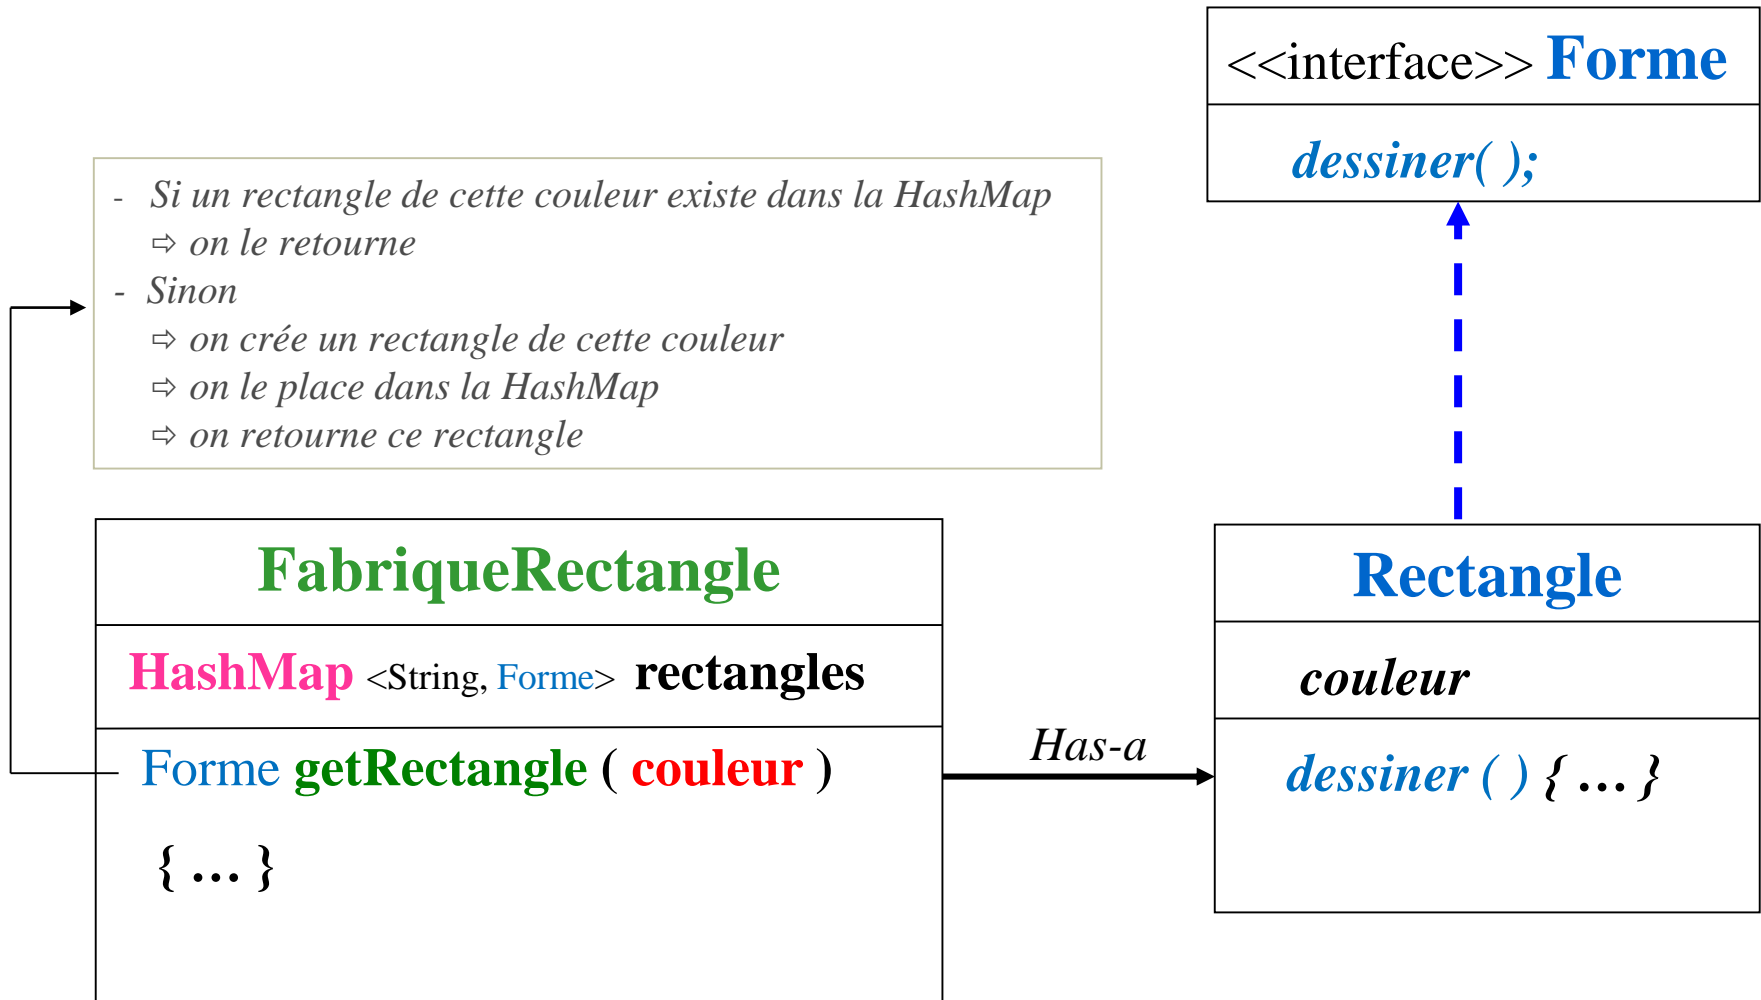 <<interface>> Forme
dessiner( );
- Si un rectangle de cette couleur existe dans la HashMap
⇨ on le retourne
- Sinon
⇨ on crée un rectangle de cette couleur
⇨ on le place dans la HashMap
⇨ on retourne ce rectangle
FabriqueRectangle
HashMap <String, Forme> rectangles
Forme getRectangle ( couleur )
{ … }
Has-a
Rectangle
couleur
dessiner ( ) { … }